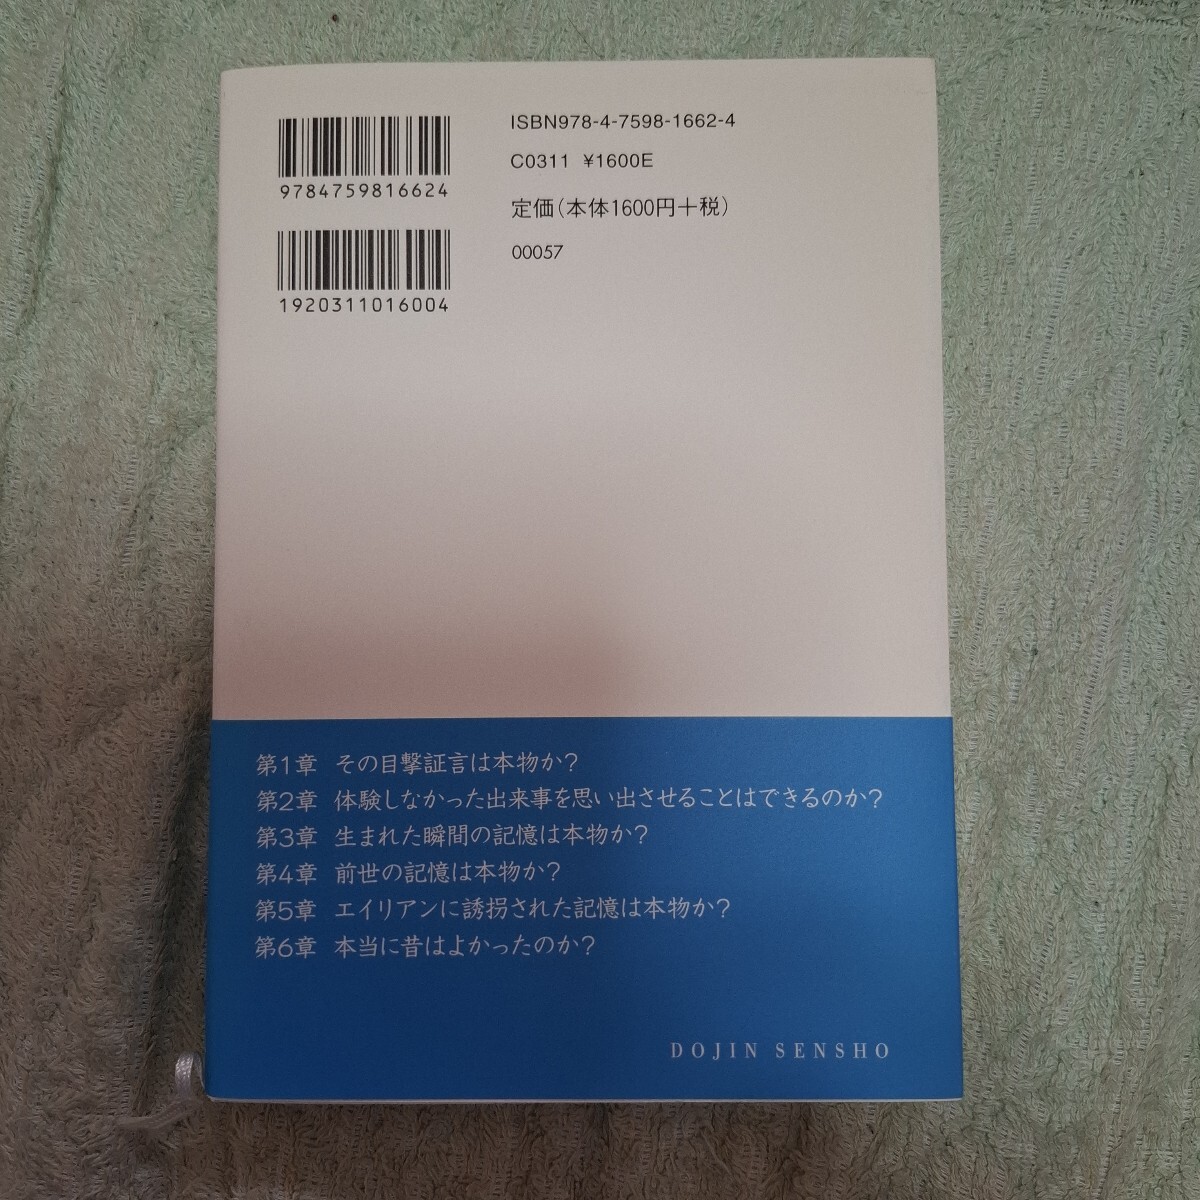 9784759816624
1920311016004
ISBN978-4-7598-1662-4
C0311 ¥1600E
定価(本体1600円+税)
00057
第1章 その目撃証言は本物か?
第2章 体験しなかった出来事を思い出させることはできるのか?
第3章 生まれた瞬間の記憶は本物か?
第4章 前世の記憶は本物か?
第5章 エイリアンに誘拐された記憶は本物か?
第6章 本当に昔はよかったのか?
DOJIN SENSHO